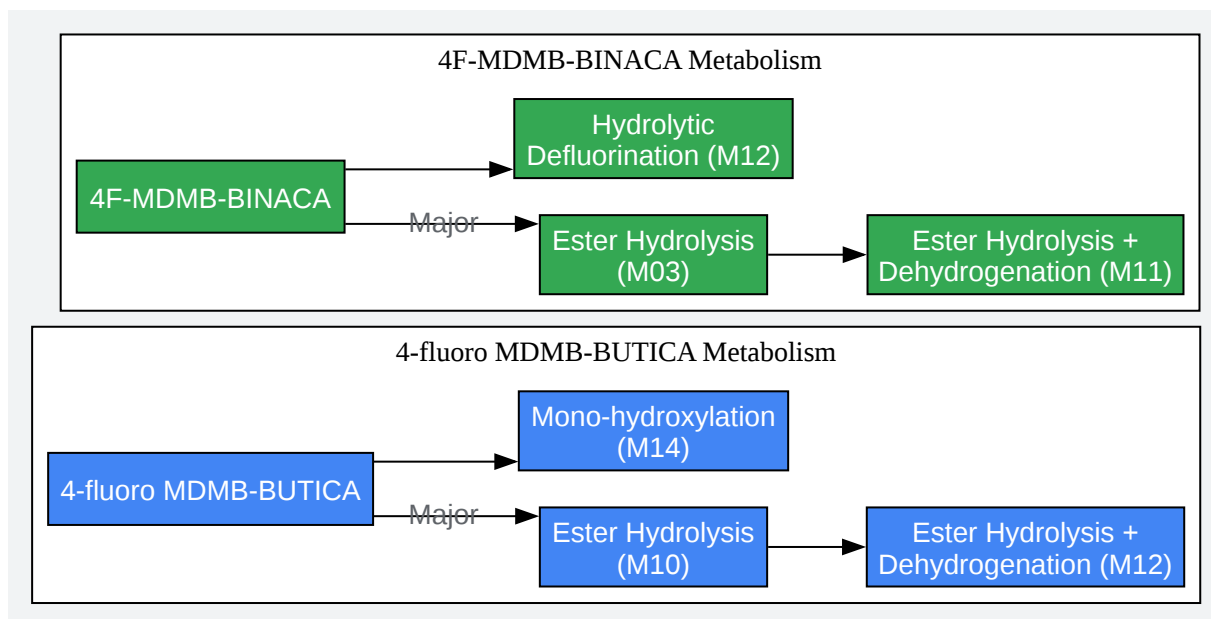 4F-MDMB-BINACA Metabolism
Hydrolytic
Defluorination (M12)
4F-MDMB-BINACA
Major
Ester Hydrolysis
(M03)
Ester Hydrolysis +
Dehydrogenation (M11)
4-fluoro MDMB-BUTICA Metabolism
Mono-hydroxylation
(M14)
4-fluoro MDMB-BUTICA
Major
Ester Hydrolysis
(M10)
Ester Hydrolysis +
Dehydrogenation (M12)